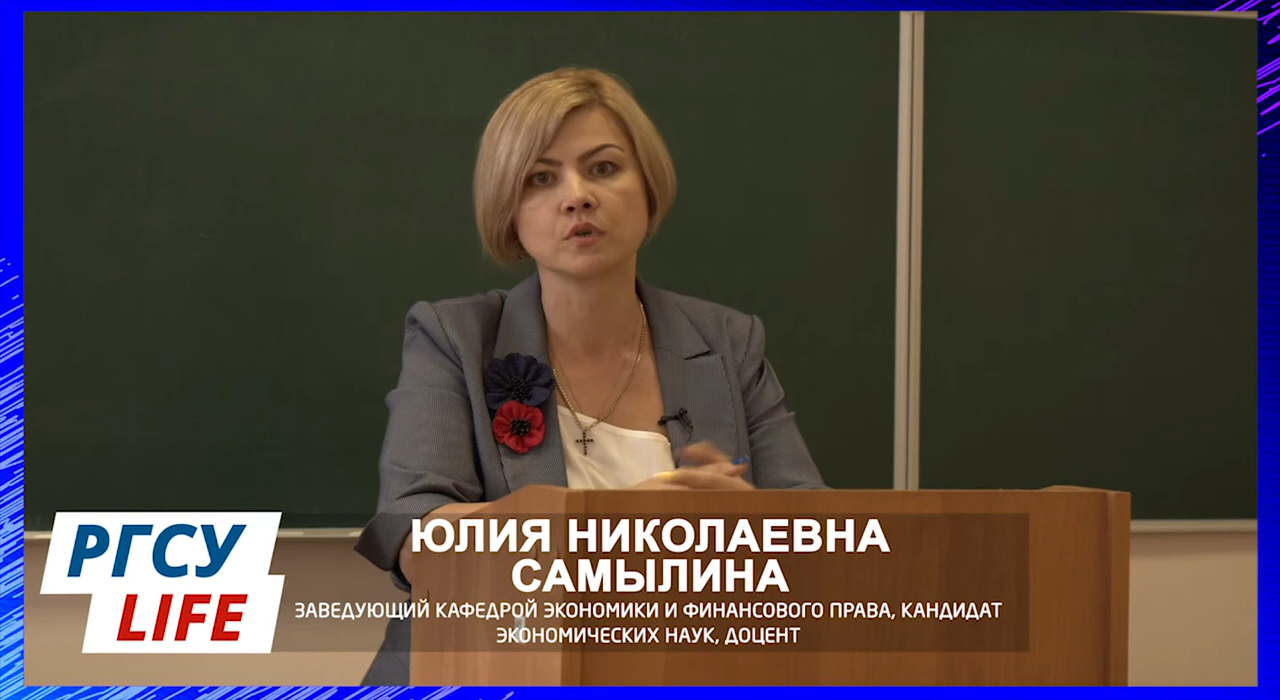 ЮЛИЯ НИКОЛАЕВНА
САМЫЛИНА
ЗАВЕДУЮЩИЙ КАФЕДРОЙ ЭКОНОМИКИ И ФИНАНСОВОГО ПРАВА, КАНДИДАТ
ЭКОНОМИЧЕСКИХ НАУК, ДОЦЕНТ
РГСУ
LIFE